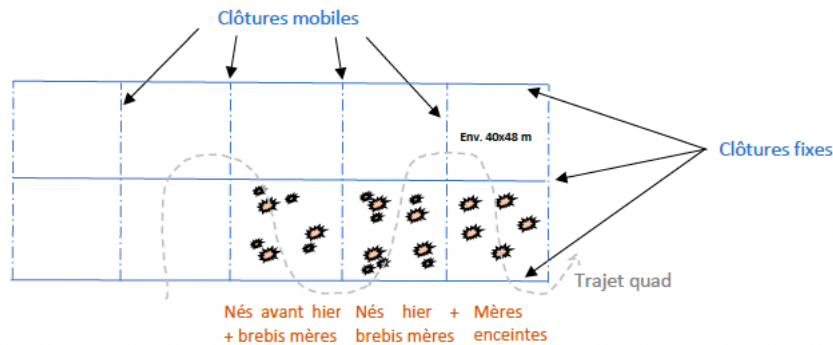 Clôtures mobiles
Env. 40x48 m
Clôtures fixes
Trajet quad
Nés avant hier
+ brebis mères
Nés hier +
brebis mères
Mères
enceintes